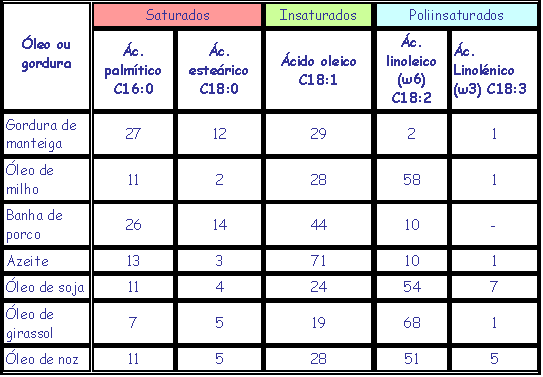 Saturados Insaturados Poliinsaturados
Óleo ou
gordura
Ác.
palmítico
C16:0
Ác.
esteárico
C18:0
Ácido oleico
C18:1
Ác.
linoleico
(ω6)
C18:2
Ác.
Linolénico
(ω3) C18:3
Gordura de
manteiga
27 12 29 2 1
Óleo de
milho
11 2 28 58 1
Banha de
porco
26 14 44 10 -
Azeite 13 3 71 10 1
Óleo de soja 11 4 24 54 7
Óleo de
girassol
7 5 19 68 1
Óleo de noz 11 5 28 51 5